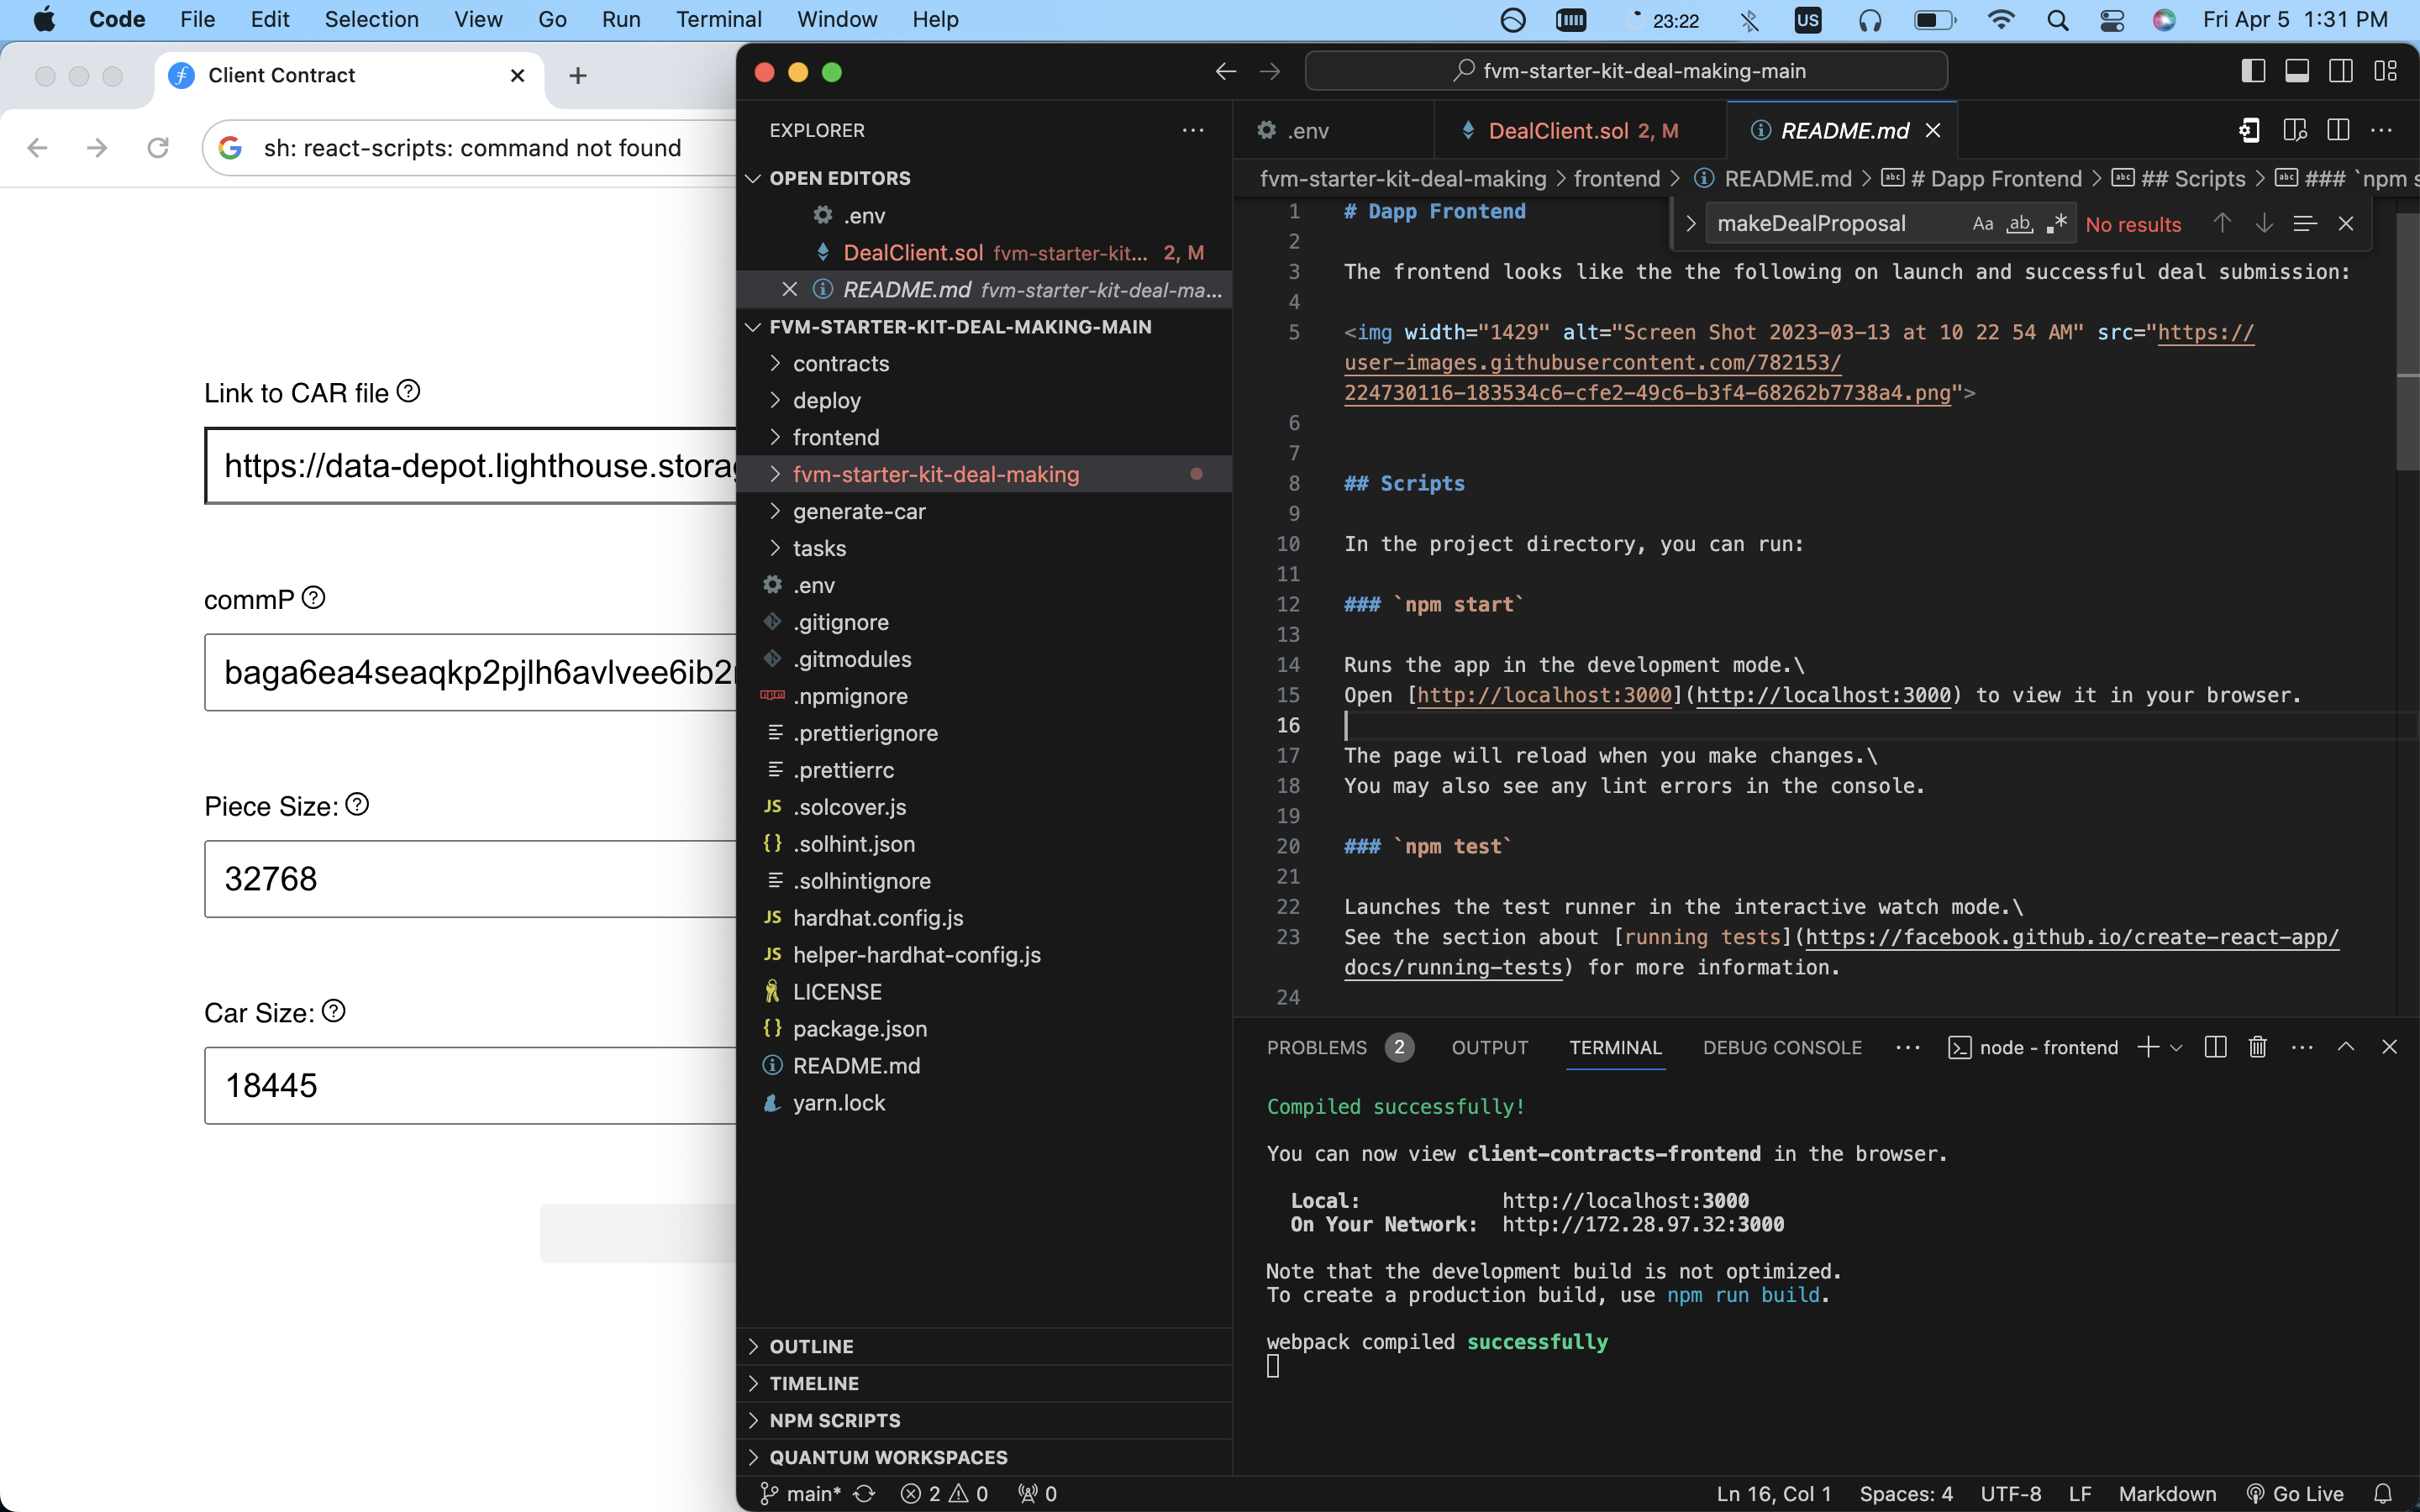 Code File Edit Selection View Go Run Terminal Window Help 23:22 US Fri Apr 5 1:31 PM
Client Contract
sh: react-scripts: command not found
Link to CAR file
https://data-depot.lighthouse.storag
commP
baga6ea4seaqkp2pjlh6avlvee6ib2
Piece Size:
32768
Car Size:
18445
fvm-starter-kit-deal-making-main
EXPLORER
OPEN EDITORS
.env
DealClient.sol fvm-starter-kit... 2, M
README.md fvm-starter-kit-deal-ma...
FVM-STARTER-KIT-DEAL-MAKING-MAIN
contracts
deploy
frontend
fvm-starter-kit-deal-making
generate-car
tasks
.env
.gitignore
.gitmodules
.npmignore
.prettierignore
.prettierrc
JS .solcover.js
{} .solhint.json
.solhintignore
JS hardhat.config.js
JS helper-hardhat-config.js
LICENSE
{} package.json
README.md
yarn.lock
OUTLINE
TIMELINE
NPM SCRIPTS
QUANTUM WORKSPACES
.env DealClient.sol 2, M README.md
fvm-starter-kit-deal-making > frontend > README.md > # Dapp Frontend > ## Scripts > ### `npm s
makeDealProposal Aa ab .* No results
1 # Dapp Frontend
2
3 The frontend looks like the the following on launch and successful deal submission:
4
5 <img width="1429" alt="Screen Shot 2023-03-13 at 10 22 54 AM" src="https://
user-images.githubusercontent.com/782153/
224730116-183534c6-cfe2-49c6-b3f4-68262b7738a4.png">
6
7
8 ## Scripts
9
10 In the project directory, you can run:
11
12 ### `npm start`
13
14 Runs the app in the development mode.\
15 Open [http://localhost:3000](http://localhost:3000) to view it in your browser.
16
17 The page will reload when you make changes.\
18 You may also see any lint errors in the console.
19
20 ### `npm test`
21
22 Launches the test runner in the interactive watch mode.\
23 See the section about [running tests](https://facebook.github.io/create-react-app/
docs/running-tests) for more information.
24
PROBLEMS 2 OUTPUT TERMINAL DEBUG CONSOLE ... node - frontend
Compiled successfully!
You can now view client-contracts-frontend in the browser.
Local: http://localhost:3000
On Your Network: http://172.28.97.32:3000
Note that the development build is not optimized.
To create a production build, use npm run build.
webpack compiled successfully
main* 2 0 0 Ln 16, Col 1 Spaces: 4 UTF-8 LF Markdown Go Live